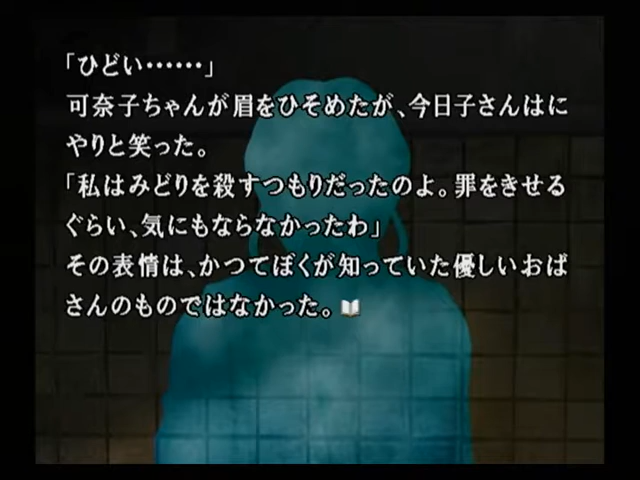 「ひどい……」
可奈子ちゃんが眉をひそめたが、今日子さんはに
やりと笑った。
「私はみどりを殺すつもりだったのよ。罪をきせる
ぐらい、気にもならなかったわ」
その表情は、かつてぼくが知っていた優しいおば
さんのものではなかった。